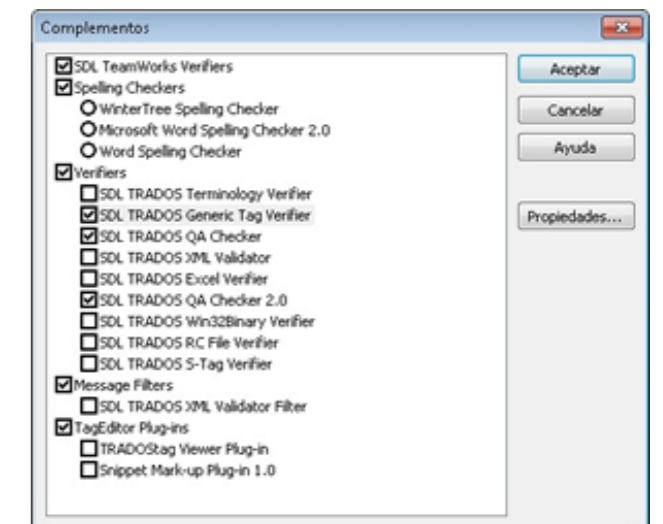 Complementos
SDL TeamWorks Verifiers
Spelling Checkers
WinterTree Spelling Checker
Microsoft Word Spelling Checker 2.0
Word Spelling Checker
Verifiers
SDL TRADOS Terminology Verifier
SDL TRADOS Generic Tag Verifier
SDL TRADOS QA Checker
SDL TRADOS XML Validator
SDL TRADOS Excel Verifier
SDL TRADOS QA Checker 2.0
SDL TRADOS Win32Binary Verifier
SDL TRADOS RC File Verifier
SDL TRADOS S-Tag Verifier
Message Filters
SDL TRADOS XML Validator Filter
TagEditor Plug-ins
TRADOStag Viewer Plug-in
Snippet Mark-up Plug-in 1.0
Aceptar
Cancelar
Ayuda
Propiedades...